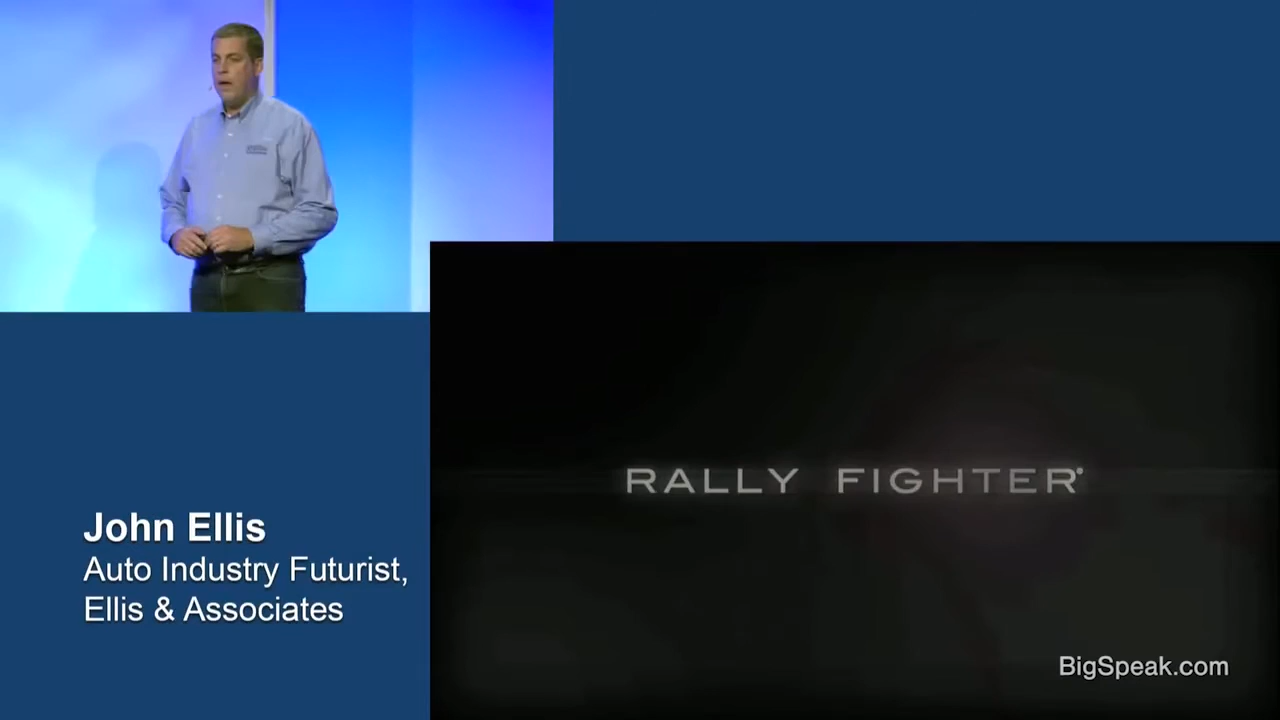 RALLY FIGHTER®
John Ellis
Auto Industry Futurist,
Ellis & Associates
BigSpeak.com